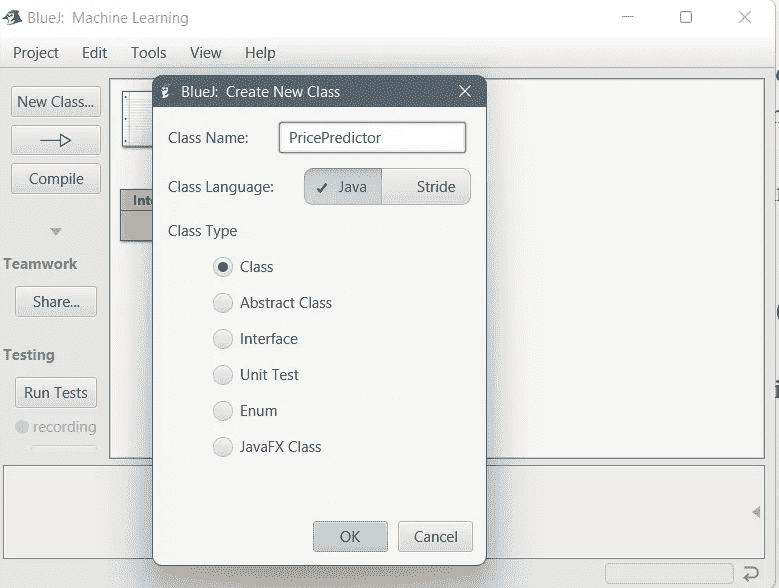 BlueJ: Machine Learning
Project Edit Tools View Help
New Class...
Compile
Teamwork
Share...
Testing
Run Tests
recording
BlueJ: Create New Class
Class Name: PricePredictor
Class Language: Java Stride
Class Type
Class
Abstract Class
Interface
Unit Test
Enum
JavaFX Class
OK Cancel